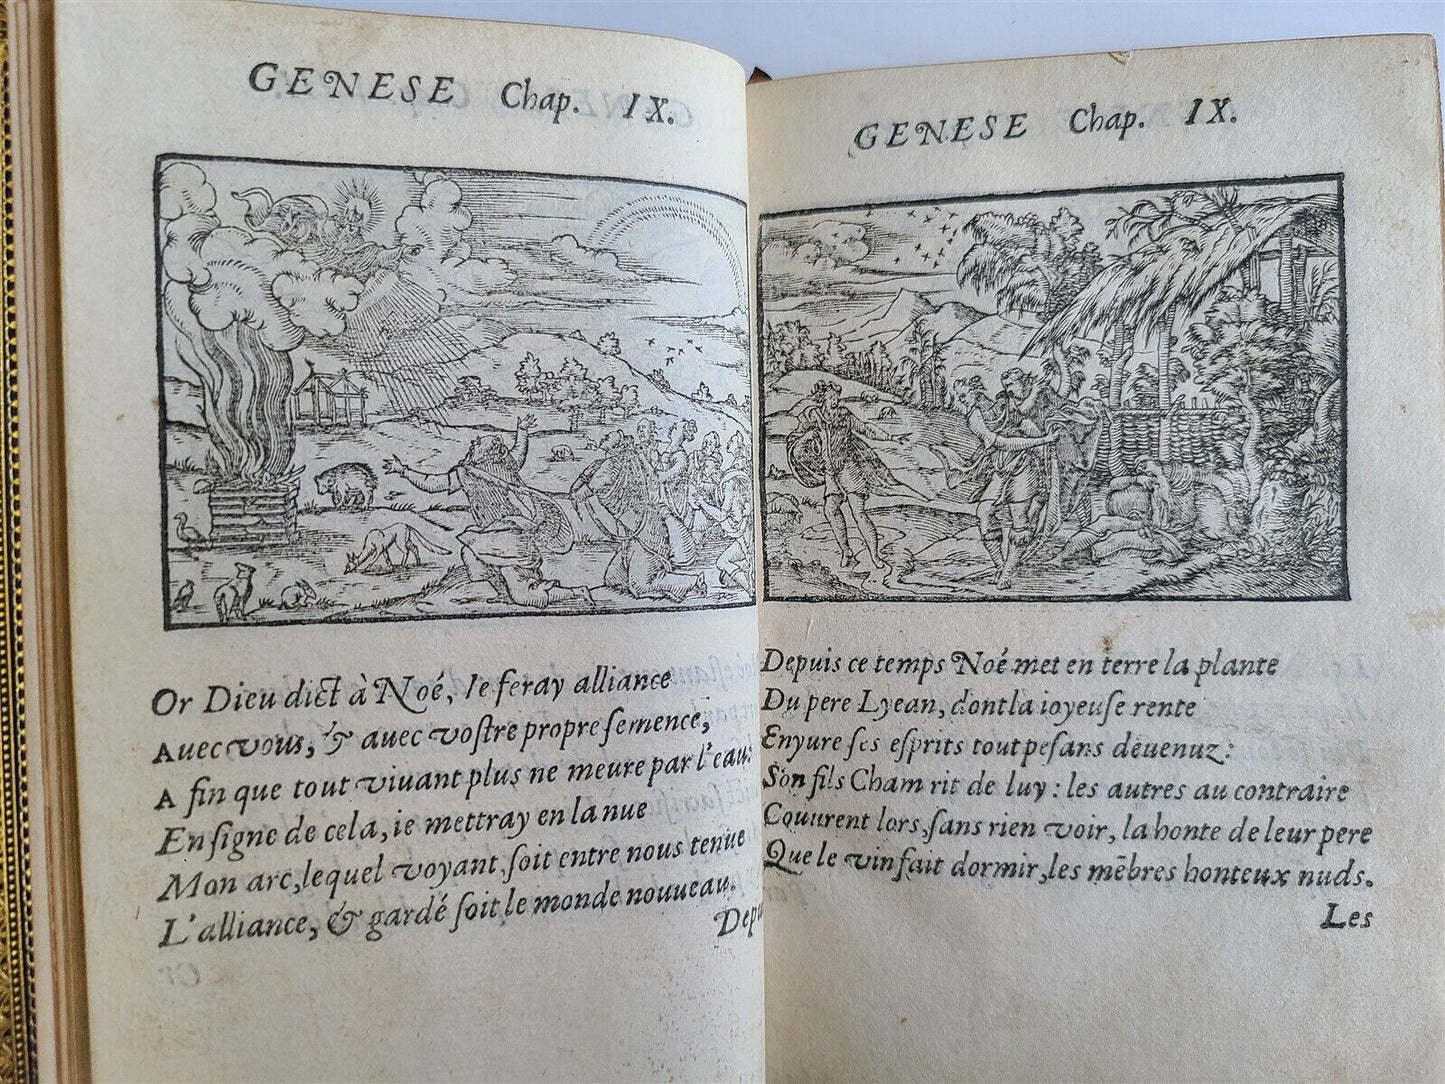 GENESE Chap. IX.
Or Dieu dict à Noé, Ie feray alliance
Auec vous, & auec vostre propre semence,
A fin que tout vivant plus ne meure par l'eau:
En signe de cela, ie mettray en la nue
Mon arc, lequel voyant, soit entre nous tenue
L'alliance, & gardé soit le monde nouueau.
Depu
GENESE Chap. IX.
Depuis ce temps Noé met en terre la plante
Du pere Lyean, dont la ioyeuse rente
Enyure ses esprits tout pesans deuenuz:
Son fils Cham rit de luy: les autres au contraire
Couurent lors, sans rien voir, la honte de leur pere
Que le vin fait dormir, les mẽbres honteux nuds.
Les